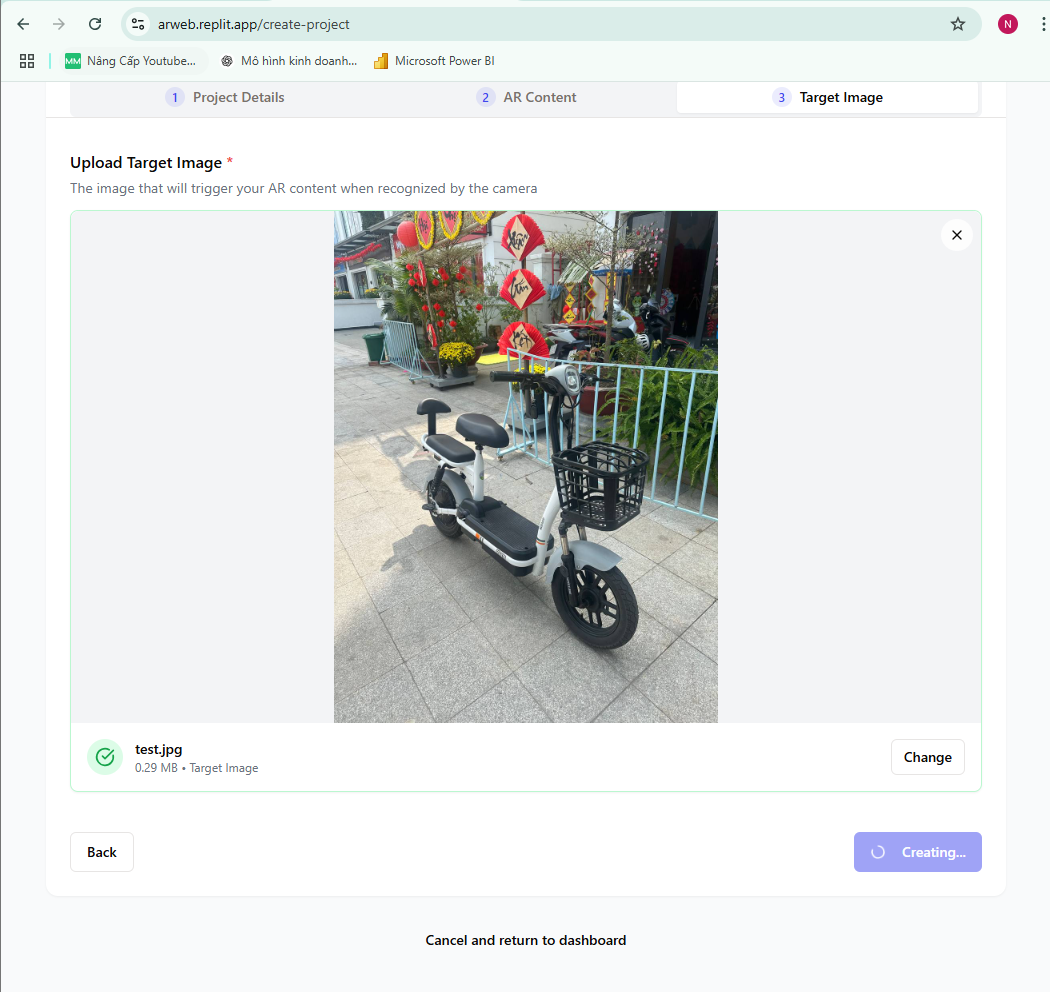 arweb.replit.app/create-project
N
MM Nâng Cấp Youtube...
Mô hình kinh doanh...
Microsoft Power BI
1 Project Details
2 AR Content
3 Target Image
Upload Target Image *
The image that will trigger your AR content when recognized by the camera
test.jpg
0.29 MB • Target Image
Change
Back
Creating...
Cancel and return to dashboard